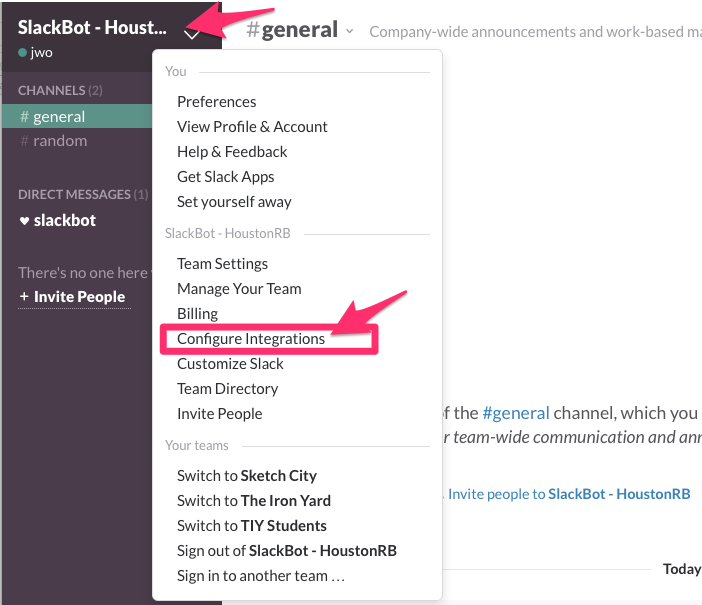 SlackBot - Houst...
jwo
CHANNELS (2)
# general
# random
DIRECT MESSAGES (1)
slackbot
There's no one here
+ Invite People
#general
Company-wide announcements and work-based
You
Preferences
View Profile & Account
Help & Feedback
Get Slack Apps
Set yourself away
SlackBot - HoustonRB
Team Settings
Manage Your Team
Billing
Configure Integrations
Customize Slack
Team Directory
Invite People
Your teams
Switch to Sketch City
Switch to The Iron Yard
Switch to TIY Students
Sign out of SlackBot - HoustonRB
Sign in to another team ...
of the #general channel, which you
team-wide communication and
Invite people to SlackBot - HoustonRB
Today